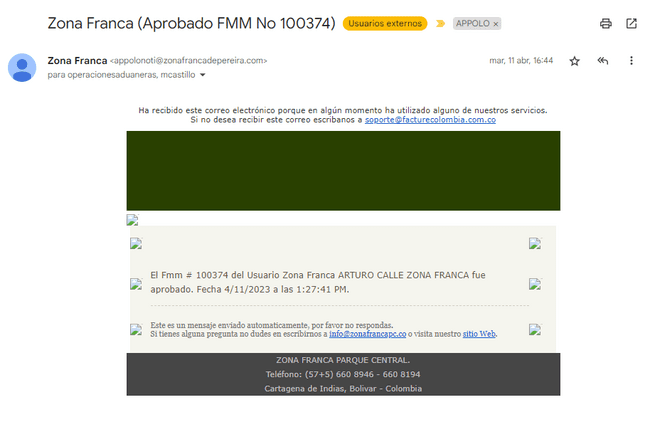 Zona Franca (Aprobado FMM No 100374) Usuarios externos APPOLO ×
Zona Franca <appolonoti@zonafrancadepereira.com> mar, 11 abr, 16:44
para operacionesaduaneras, mcastillo
Ha recibido este correo electrónico porque en algún momento ha utilizado alguno de nuestros servicios.
Si no desea recibir este correo escribanos a soporte@facturecolombia.com.co
El Fmm # 100374 del Usuario Zona Franca ARTURO CALLE ZONA FRANCA fue
aprobado. Fecha 4/11/2023 a las 1:27:41 PM.
Este es un mensaje enviado automaticamente, por favor no respondas.
Si tienes alguna pregunta no dudes en escribirnos a info@zonafrancapc.co o visita nuestro sitio Web.
ZONA FRANCA PARQUE CENTRAL.
Teléfono: (57+5) 660 8946 - 660 8194
Cartagena de Indias, Bolivar - Colombia